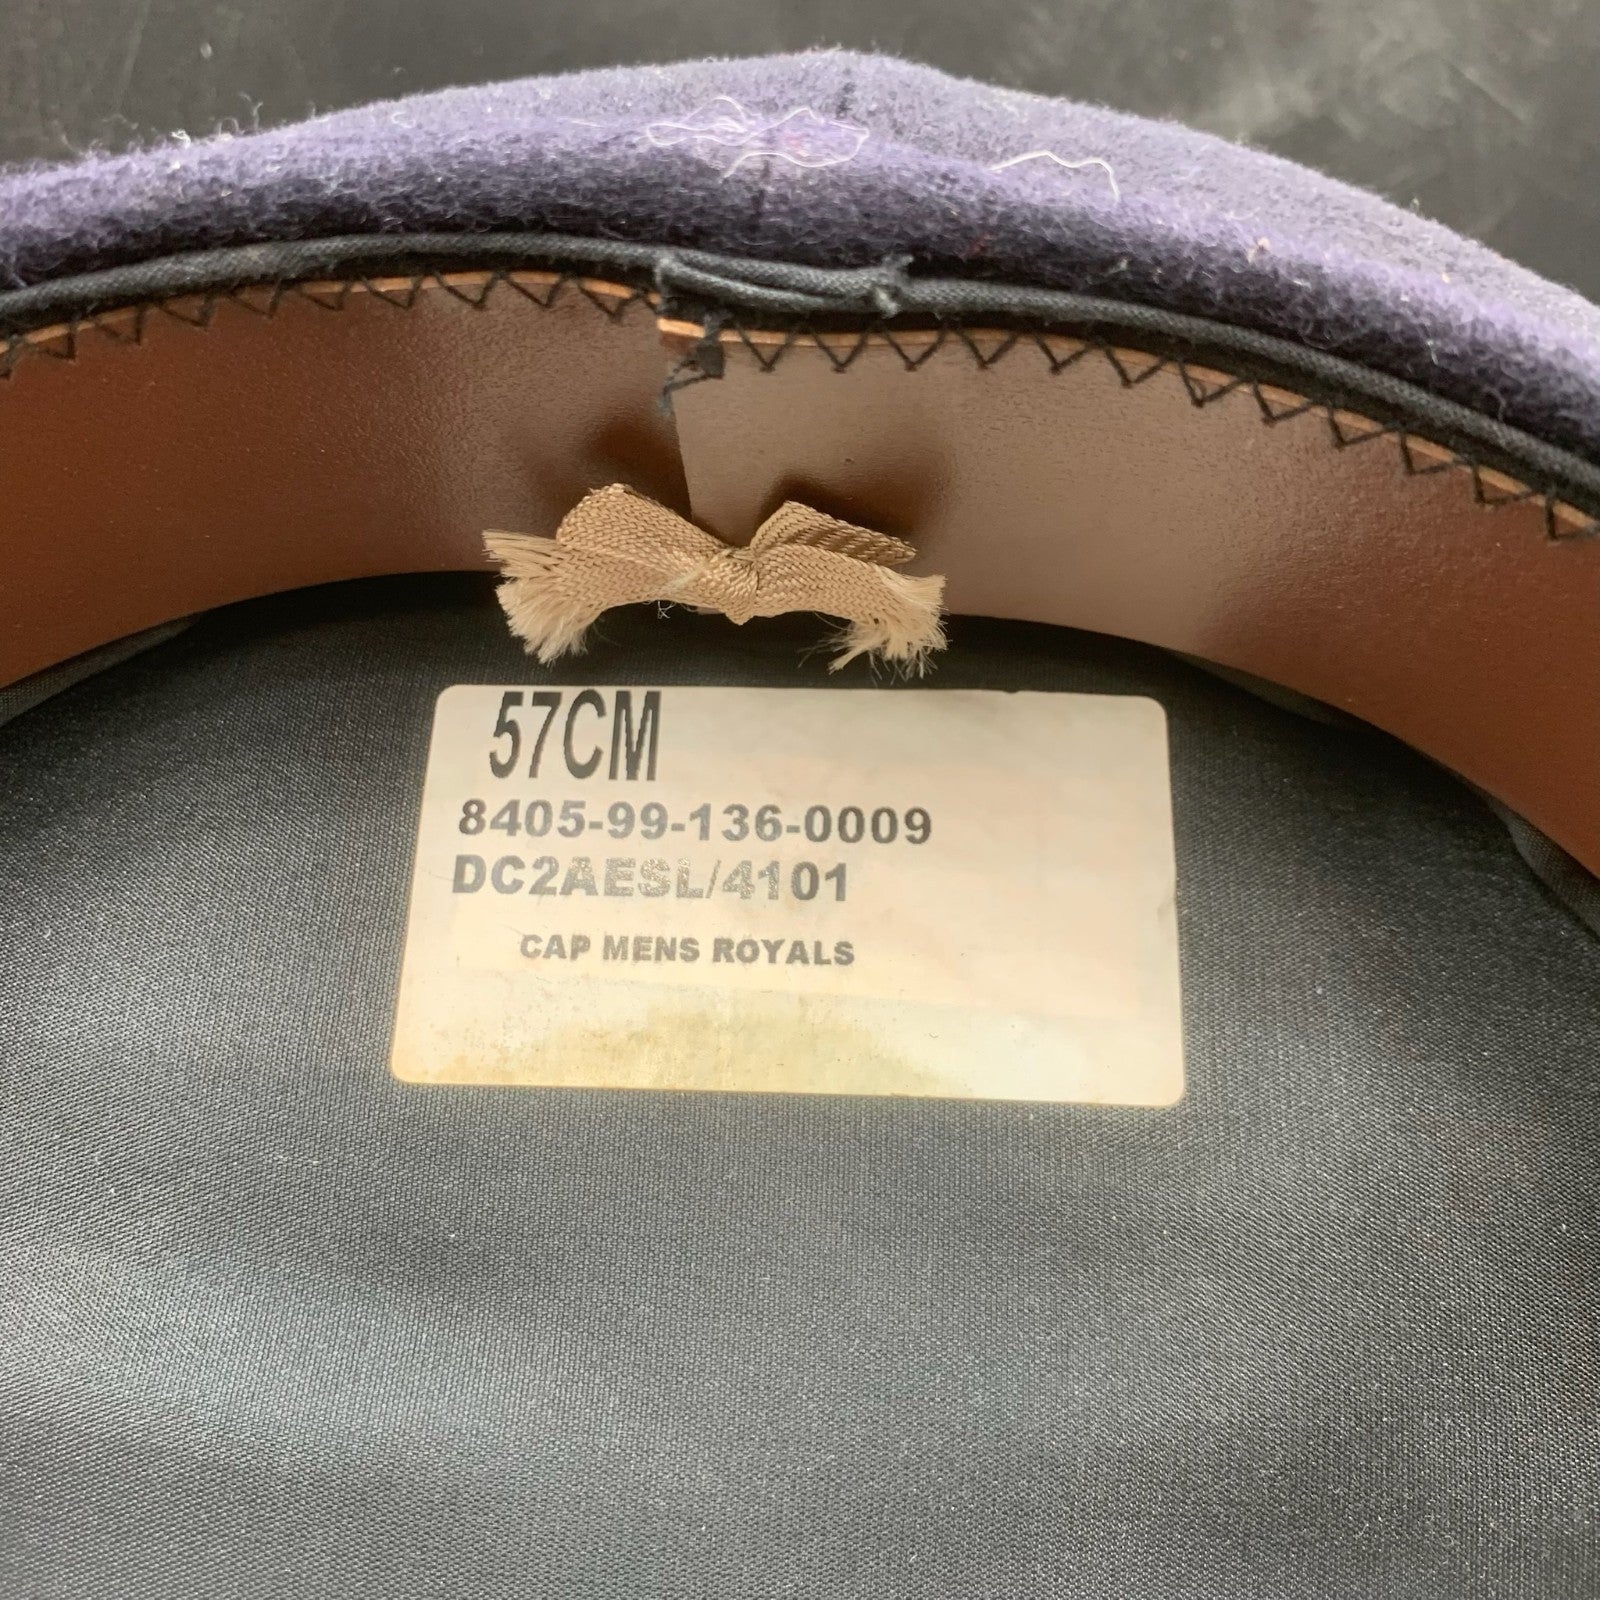 57CM
8405-99-136-0009
DC2AESL/4101
CAP MENS ROYALS